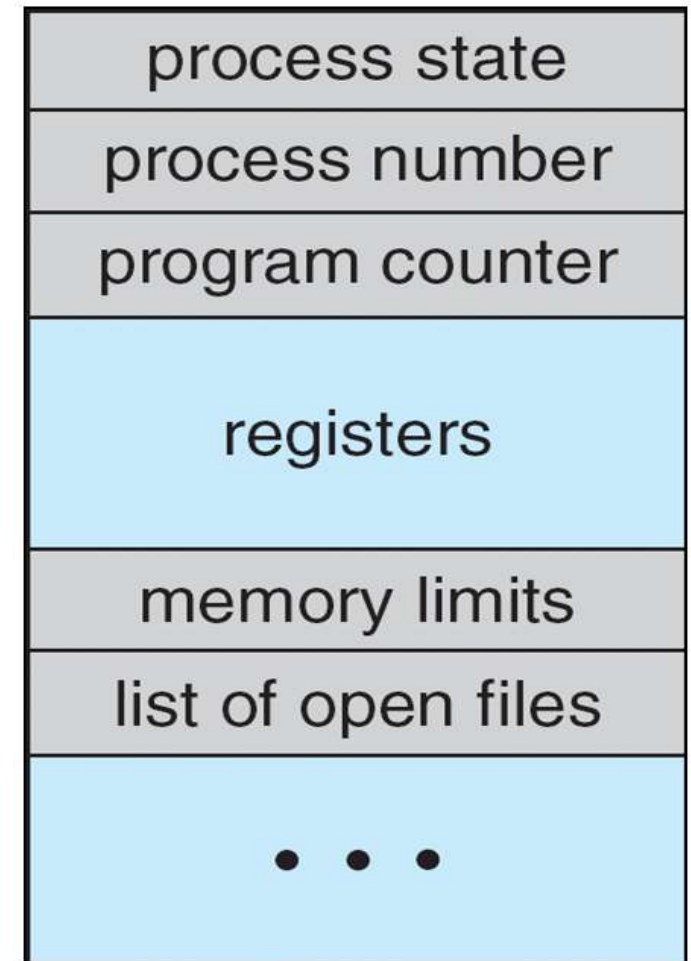 process state
process number
program counter
registers
memory limits
list of open files
• • •